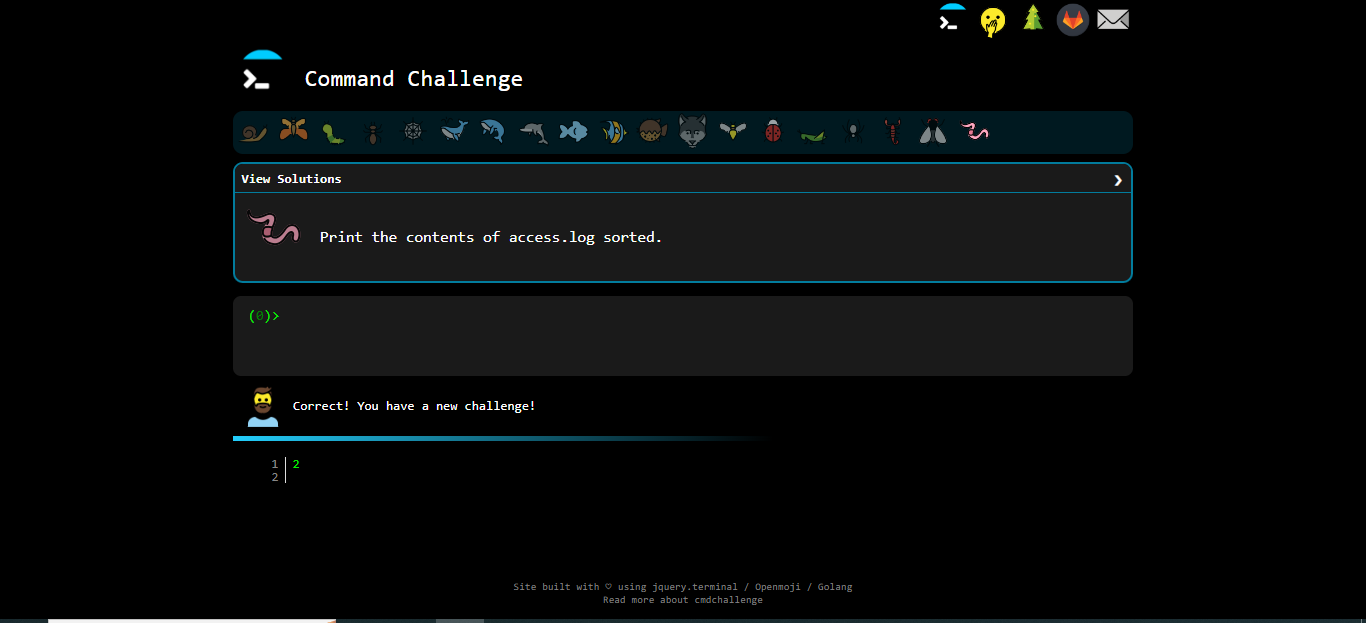 Command Challenge
View Solutions
Print the contents of access.log sorted.
(0)>
Correct! You have a new challenge!
1 2
2
Site built with ♡ using jquery.terminal / Openmoji / Golang
Read more about cmdchallenge